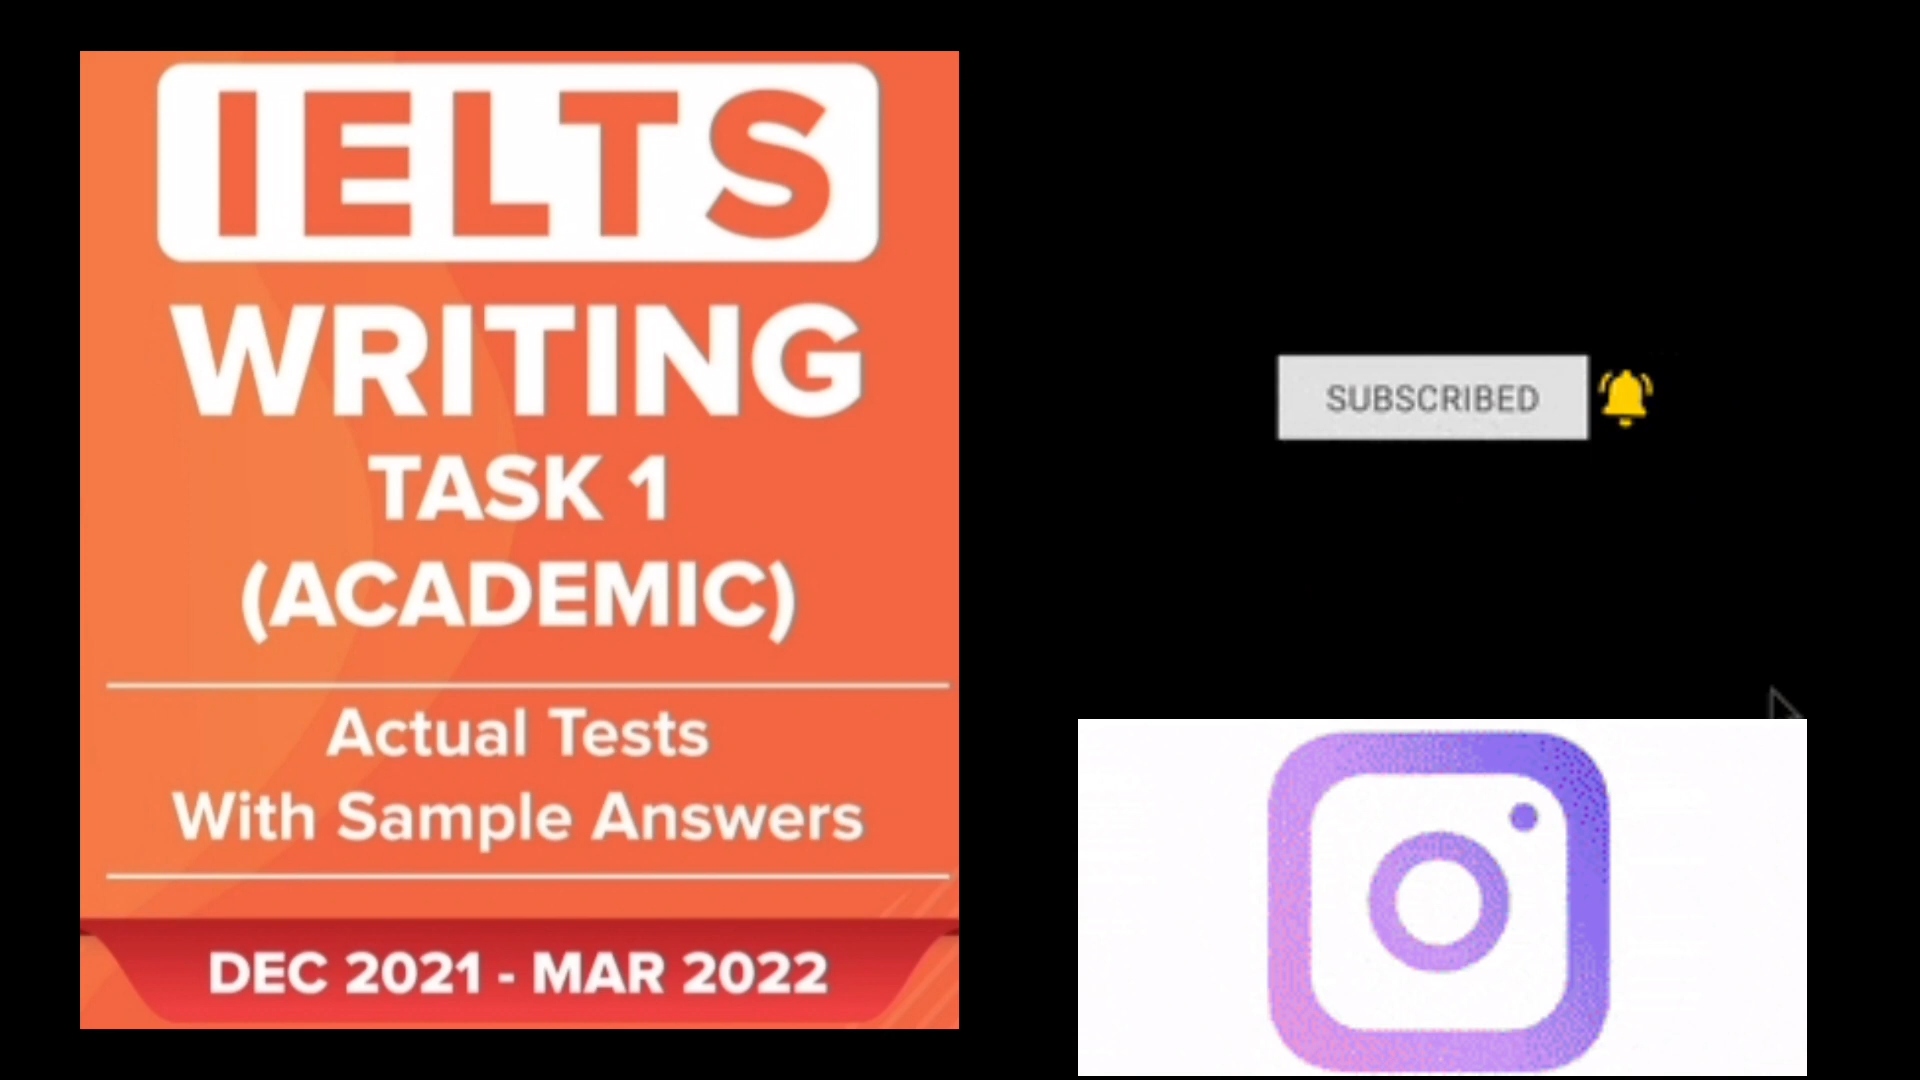 IELTS
WRITING
TASK 1
(ACADEMIC)
Actual Tests
With Sample Answers
DEC 2021 - MAR 2022
SUBSCRIBED